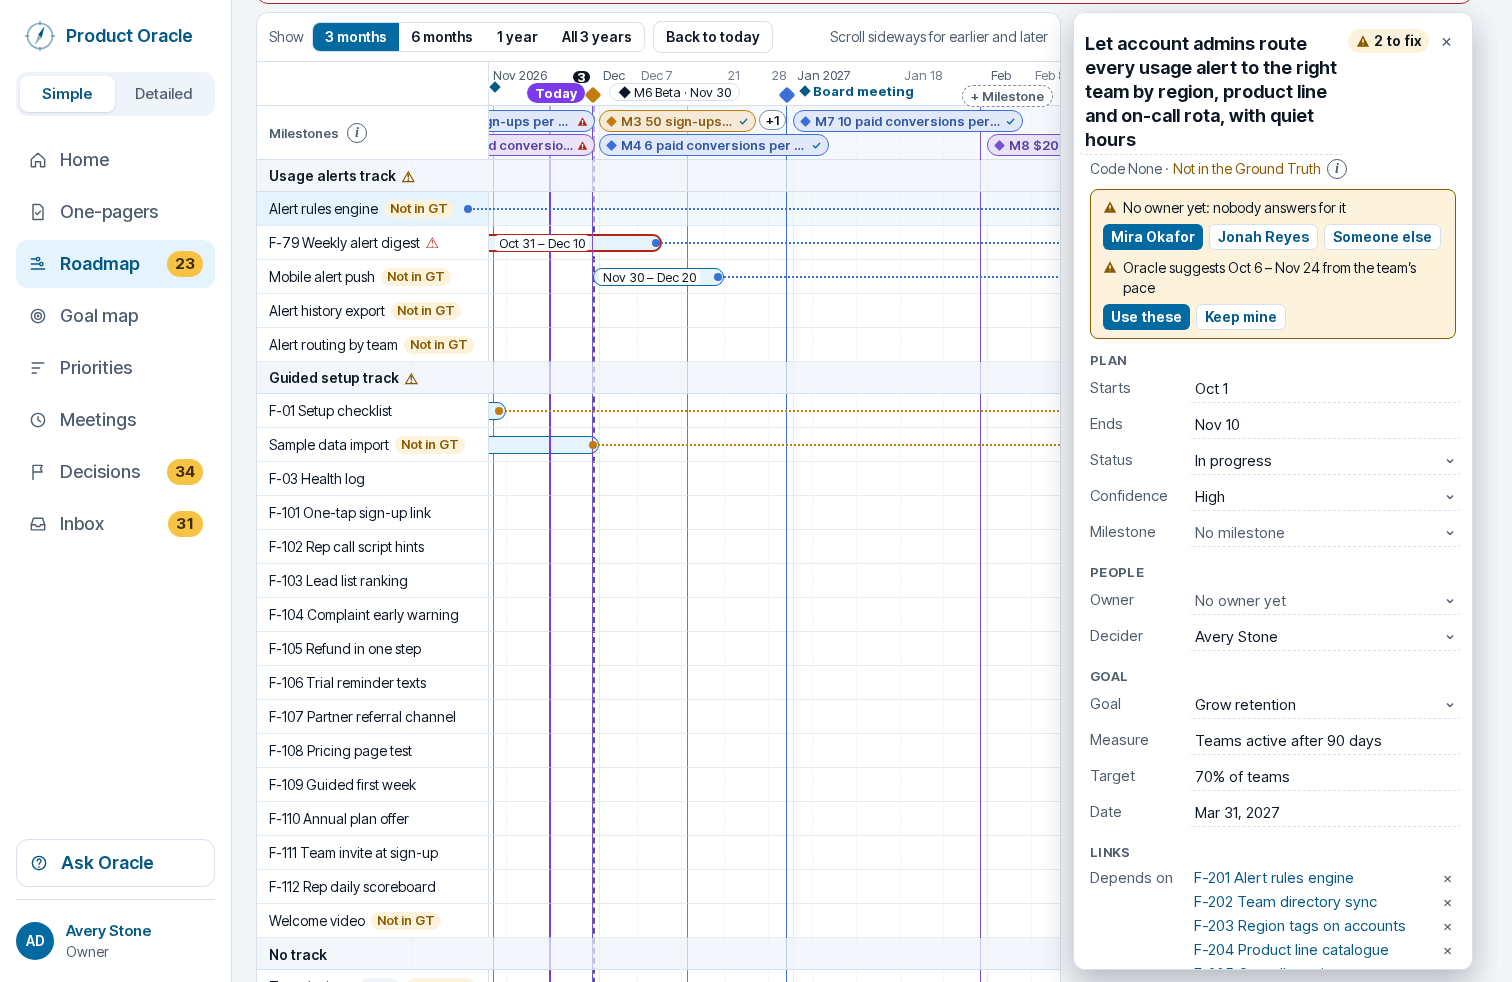 Product Oracle
Simple
Detailed
Home
One-pagers
Roadmap
23
Goal map
Priorities
Meetings
Decisions
34
Inbox
31
Ask Oracle
AD
Avery Stone
Owner
Show
3 months
6 months
1 year
All 3 years
Back to today
Scroll sideways for earlier and later
Nov 2026
3
Dec
Dec 7
21
28
Jan 2027
Jan 18
Feb
Feb
Today
M6 Beta · Nov 30
Board meeting
+ Milestone
Milestones
i
gn-ups per ...
M3 50 sign-ups...
+1
M7 10 paid conversions per...
d conversio...
M4 6 paid conversions per ...
M8 $20
Usage alerts track
Alert rules engine
Not in GT
F-79 Weekly alert digest
Oct 31 – Dec 10
Mobile alert push
Not in GT
Nov 30 – Dec 20
Alert history export
Not in GT
Alert routing by team
Not in GT
Guided setup track
F-01 Setup checklist
Sample data import
Not in GT
F-03 Health log
F-101 One-tap sign-up link
F-102 Rep call script hints
F-103 Lead list ranking
F-104 Complaint early warning
F-105 Refund in one step
F-106 Trial reminder texts
F-107 Partner referral channel
F-108 Pricing page test
F-109 Guided first week
F-110 Annual plan offer
F-111 Team invite at sign-up
F-112 Rep daily scoreboard
Welcome video
Not in GT
No track
Let account admins route
every usage alert to the right
team by region, product line
and on-call rota, with quiet
hours
2 to fix
×
Code None · Not in the Ground Truth
i
No owner yet: nobody answers for it
Mira Okafor
Jonah Reyes
Someone else
Oracle suggests Oct 6 – Nov 24 from the team's
pace
Use these
Keep mine
PLAN
Starts
Oct 1
Ends
Nov 10
Status
In progress
Confidence
High
Milestone
No milestone
PEOPLE
Owner
No owner yet
Decider
Avery Stone
GOAL
Goal
Grow retention
Measure
Teams active after 90 days
Target
70% of teams
Date
Mar 31, 2027
LINKS
Depends on
F-201 Alert rules engine
×
F-202 Team directory sync
×
F-203 Region tags on accounts
×
F-204 Product line catalogue
×